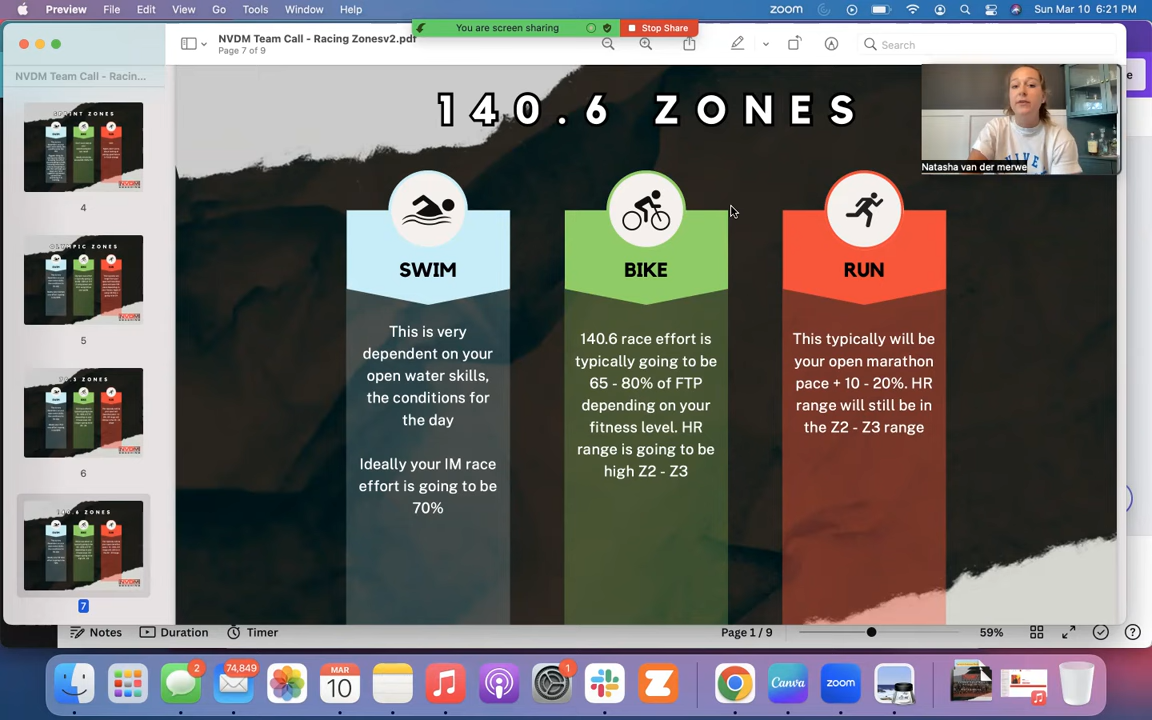 Preview File Edit View Go Tools Window Help
zoom
Sun Mar 10 6:21 PM
NVDM Team Call - Racing Zonesv2.pdf
Page 7 of 9
You are screen sharing
Stop Share
Search
NVDM Team Call - Racin...
4
5
6
7
140.6 ZONES
Natasha van der merwe
SWIM
This is very
dependent on your
open water skills,
the conditions for
the day
Ideally your IM race
effort is going to be
70%
BIKE
140.6 race effort is
typically going to be
65 - 80% of FTP
depending on your
fitness level. HR
range is going to be
high Z2 - Z3
RUN
This typically will be
your open marathon
pace + 10 - 20%. HR
range will still be in
the Z2 - Z3 range
Notes Duration Timer
Page 1 / 9
59%
2
74,849
MAR
10
1
Canva
zoom